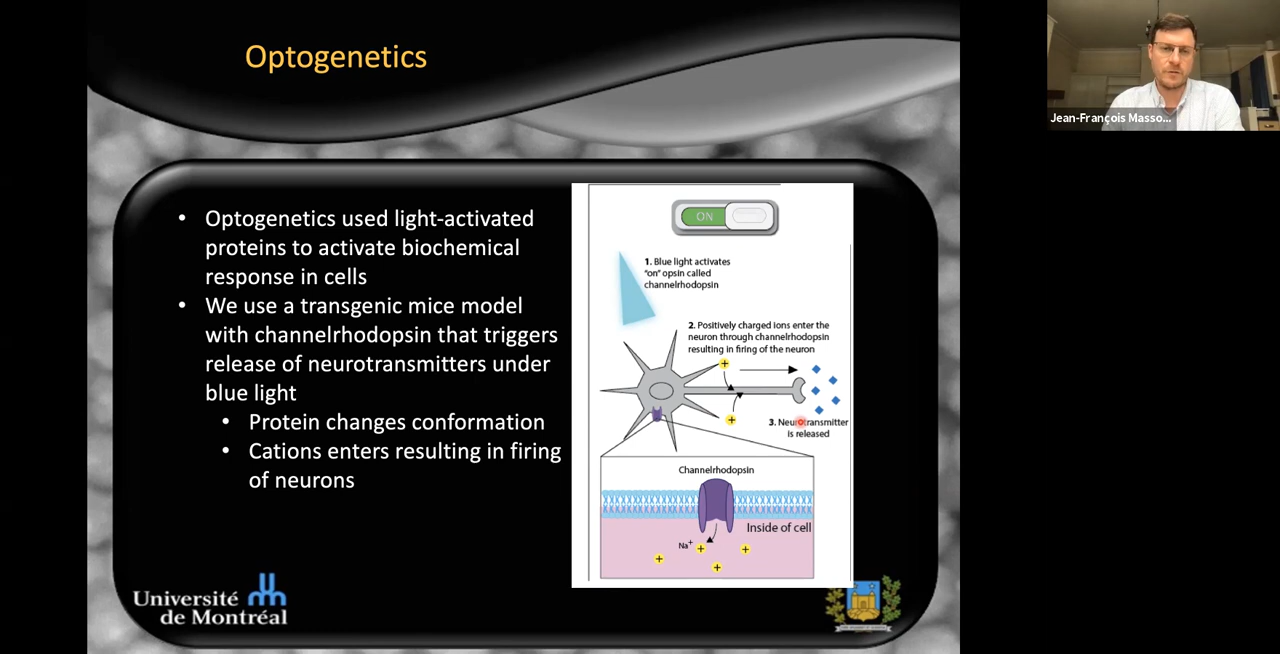 Optogenetics
Jean-François Masso...
• Optogenetics used light-activated
proteins to activate biochemical
response in cells
• We use a transgenic mice model
with channelrhodopsin that triggers
release of neurotransmitters under
blue light
• Protein changes conformation
• Cations enters resulting in firing
of neurons
ON
1. Blue light activates
"on" opsin called
channelrhodopsin
2. Positively charged ions enter the
neuron through channelrhodopsin
resulting in firing of the neuron
+
+
3. Neurotransmitter
is released
Channelrhodopsin
Inside of cell
Na+
+
+
+
+
Université
de Montréal